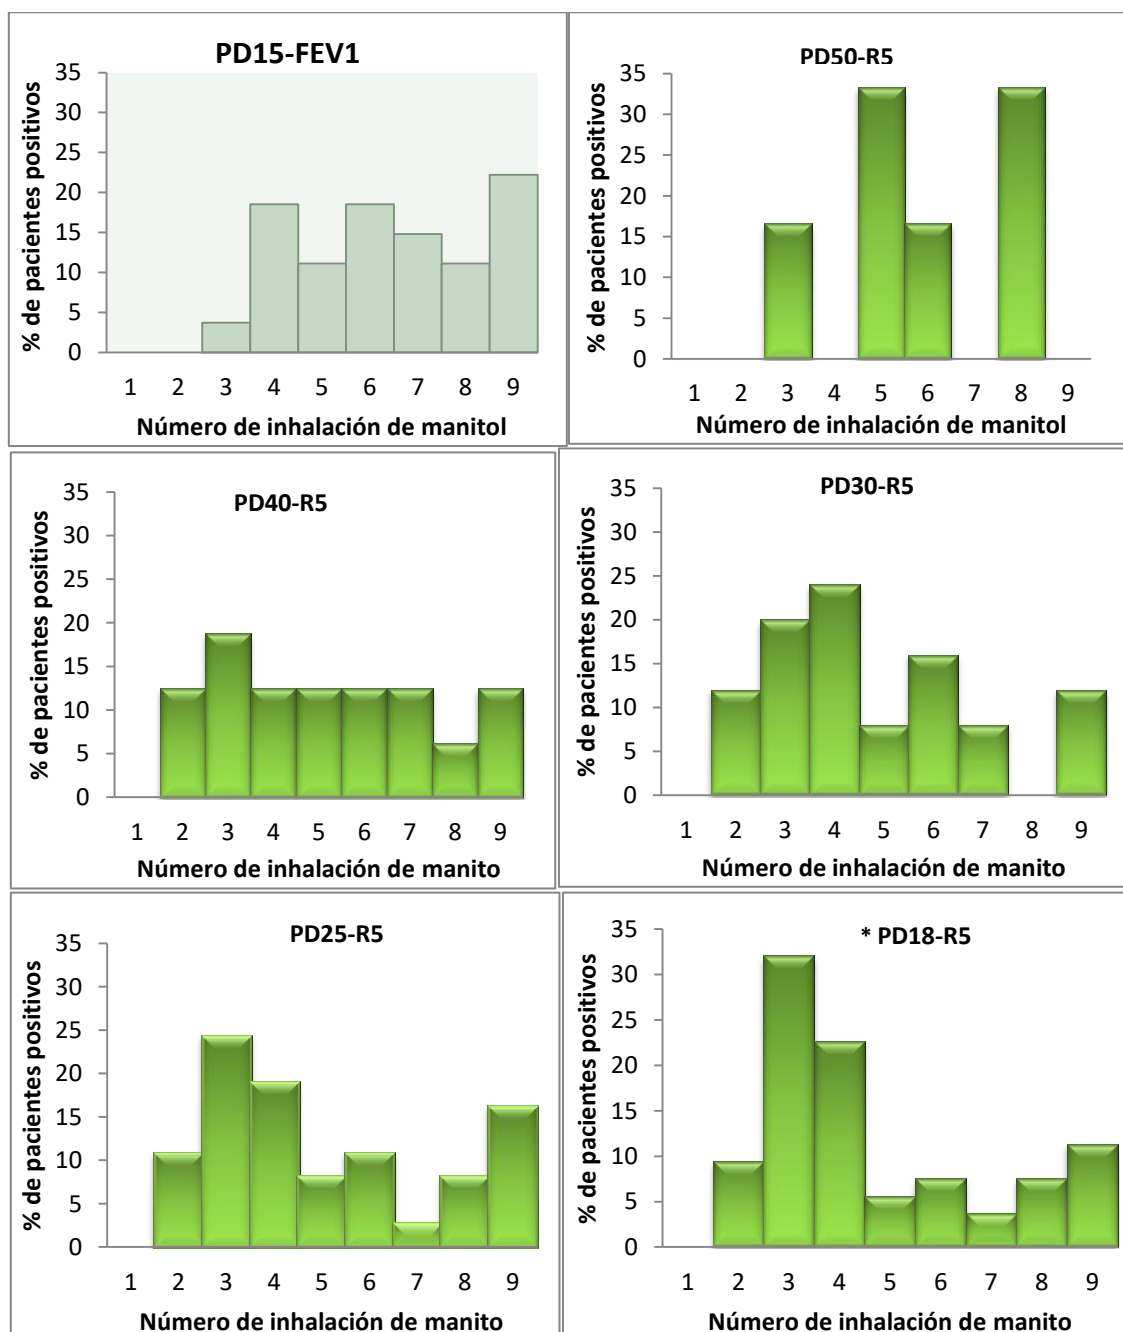 PD15-FEV1
% de pacientes positivos
35
30
25
20
15
10
5
0
1 2 3 4 5 6 7 8 9
Número de inhalación de manitol
PD50-R5
% de pacientes positivos
35
30
25
20
15
10
5
0
1 2 3 4 5 6 7 8 9
Número de inhalación de manitol
PD40-R5
% de pacientes positivos
35
30
25
20
15
10
5
0
1 2 3 4 5 6 7 8 9
Número de inhalación de manito
PD30-R5
% de pacientes positivos
35
30
25
20
15
10
5
0
1 2 3 4 5 6 7 8 9
Número de inhalación de manito
PD25-R5
% de pacientes positivos
35
30
25
20
15
10
5
0
1 2 3 4 5 6 7 8 9
Número de inhalación de manito
* PD18-R5
% de pacientes positivos
35
30
25
20
15
10
5
0
1 2 3 4 5 6 7 8 9
Número de inhalación de manito